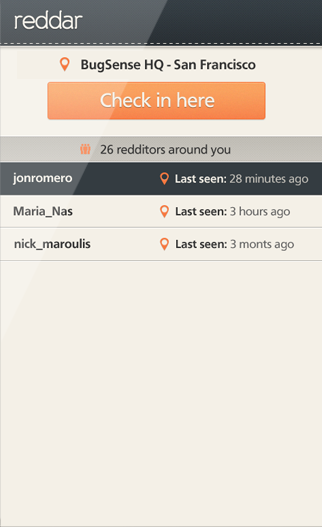 reddar
BugSense HQ - San Francisco
Check in here
26 redditors around you
jonromero Last seen: 28 minutes ago
Maria_Nas Last seen: 3 hours ago
nick_maroulis Last seen: 3 monts ago